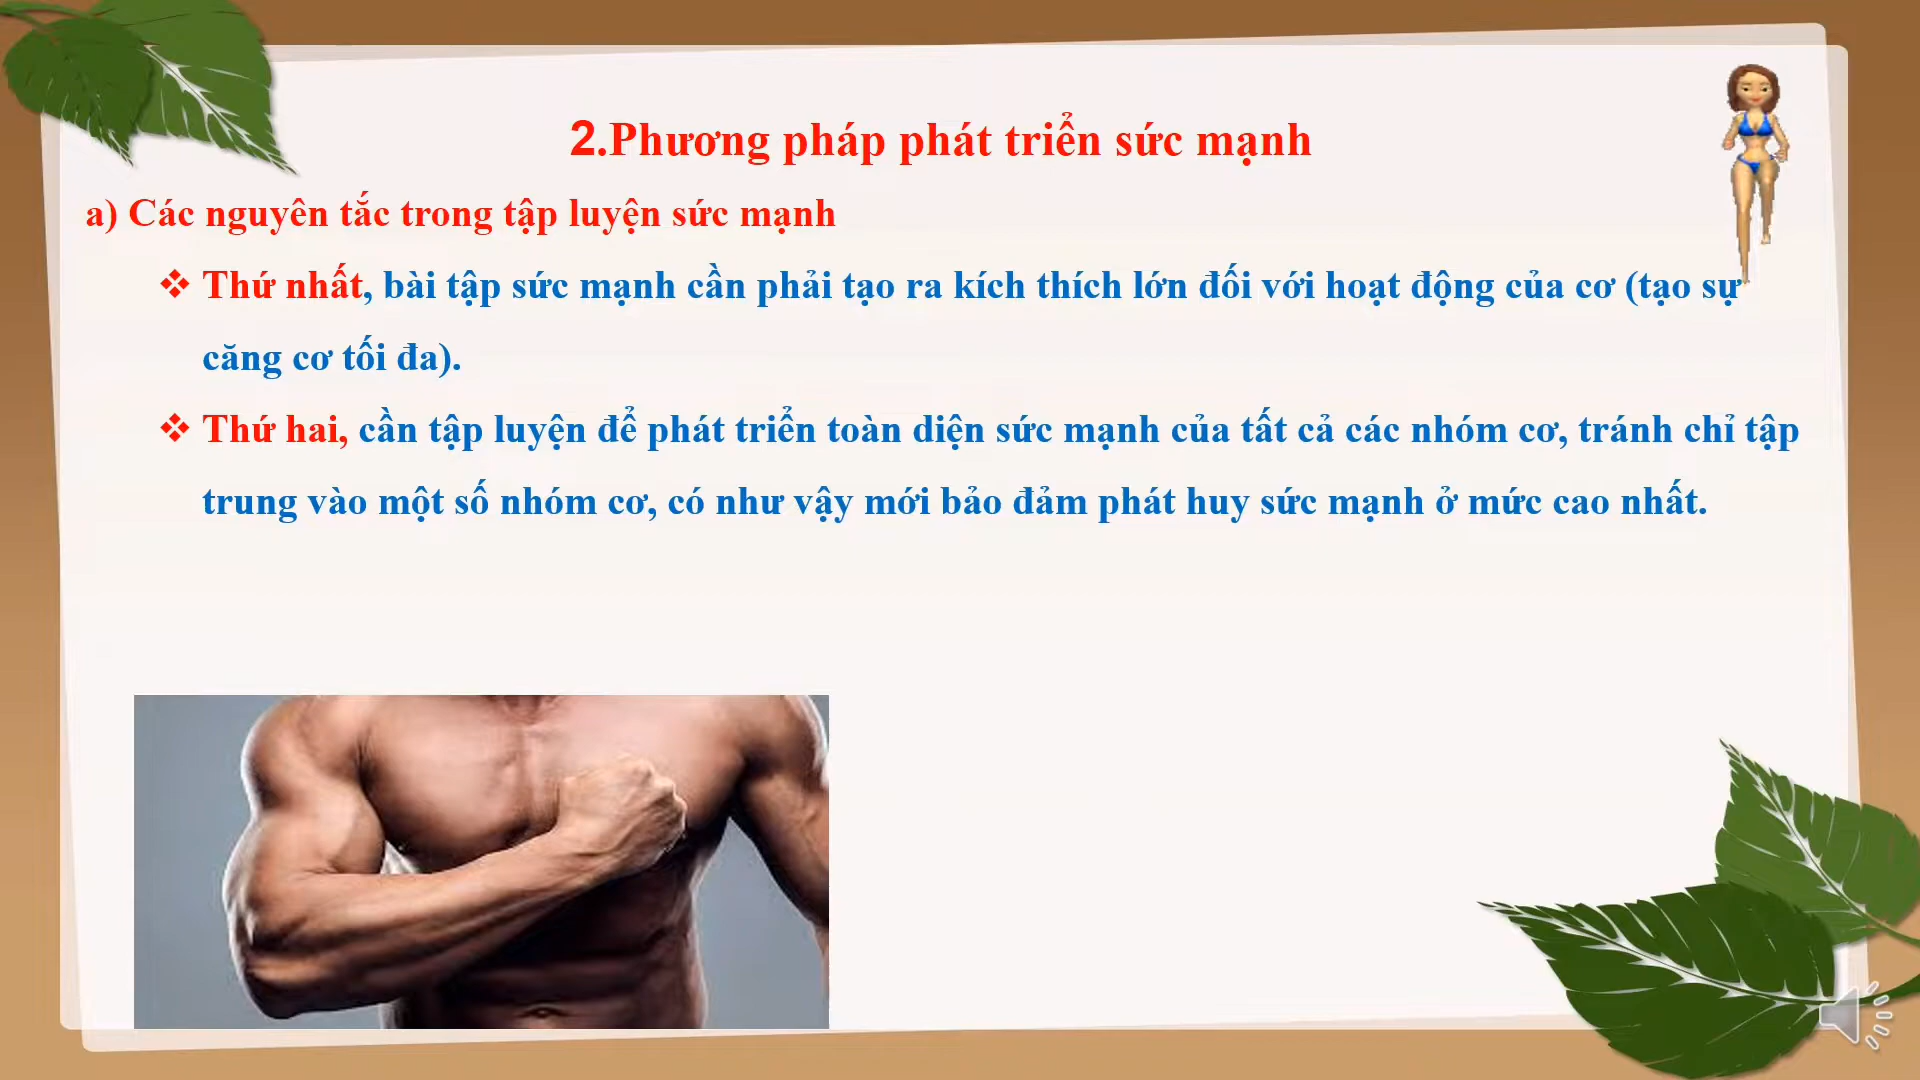 2.Phương pháp phát triển sức mạnh
a) Các nguyên tắc trong tập luyện sức mạnh
❖ Thứ nhất, bài tập sức mạnh cần phải tạo ra kích thích lớn đối với hoạt động của cơ (tạo sự
căng cơ tối đa).
❖ Thứ hai, cần tập luyện để phát triển toàn diện sức mạnh của tất cả các nhóm cơ, tránh chỉ tập
trung vào một số nhóm cơ, có như vậy mới bảo đảm phát huy sức mạnh ở mức cao nhất.